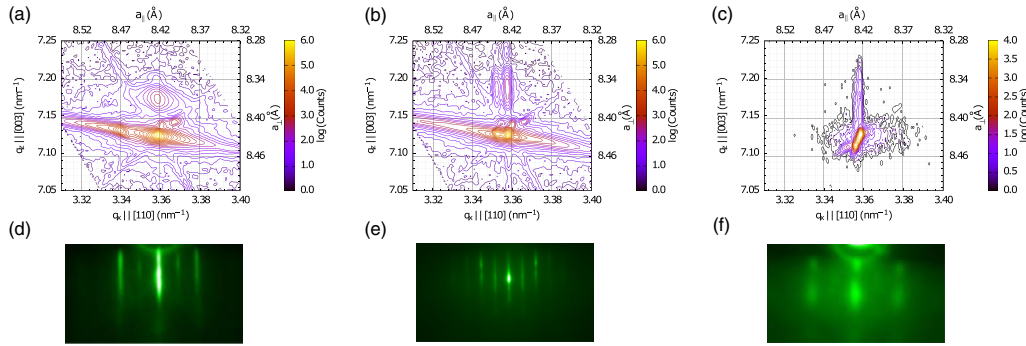 (a)
a∥ (Å)
8.52 8.47 8.42 8.37 8.32
7.25
7.20
7.15
7.10
7.05
qz || [003] (nm⁻¹)
8.28
8.34
8.40
8.46
a⊥ (Å)
6.0
5.0
4.0
3.0
2.0
1.0
0.0
log (Counts)
3.32 3.34 3.36 3.38 3.40
qx || [110] (nm⁻¹)
(b)
a∥ (Å)
8.52 8.47 8.42 8.37 8.32
7.25
7.20
7.15
7.10
7.05
qz || [003] (nm⁻¹)
8.28
8.34
8.40
8.46
a⊥ (Å)
6.0
5.0
4.0
3.0
2.0
1.0
0.0
log (Counts)
3.32 3.34 3.36 3.38 3.40
qx || [110] (nm⁻¹)
(c)
a∥ (Å)
8.52 8.47 8.42 8.37 8.32
7.25
7.20
7.15
7.10
7.05
qz || [003] (nm⁻¹)
8.28
8.34
8.40
8.46
a⊥ (Å)
4.0
3.5
3.0
2.5
2.0
1.5
1.0
0.5
0.0
log (Counts)
3.32 3.34 3.36 3.38 3.40
qx || [110] (nm⁻¹)
(d)
(e)
(f)